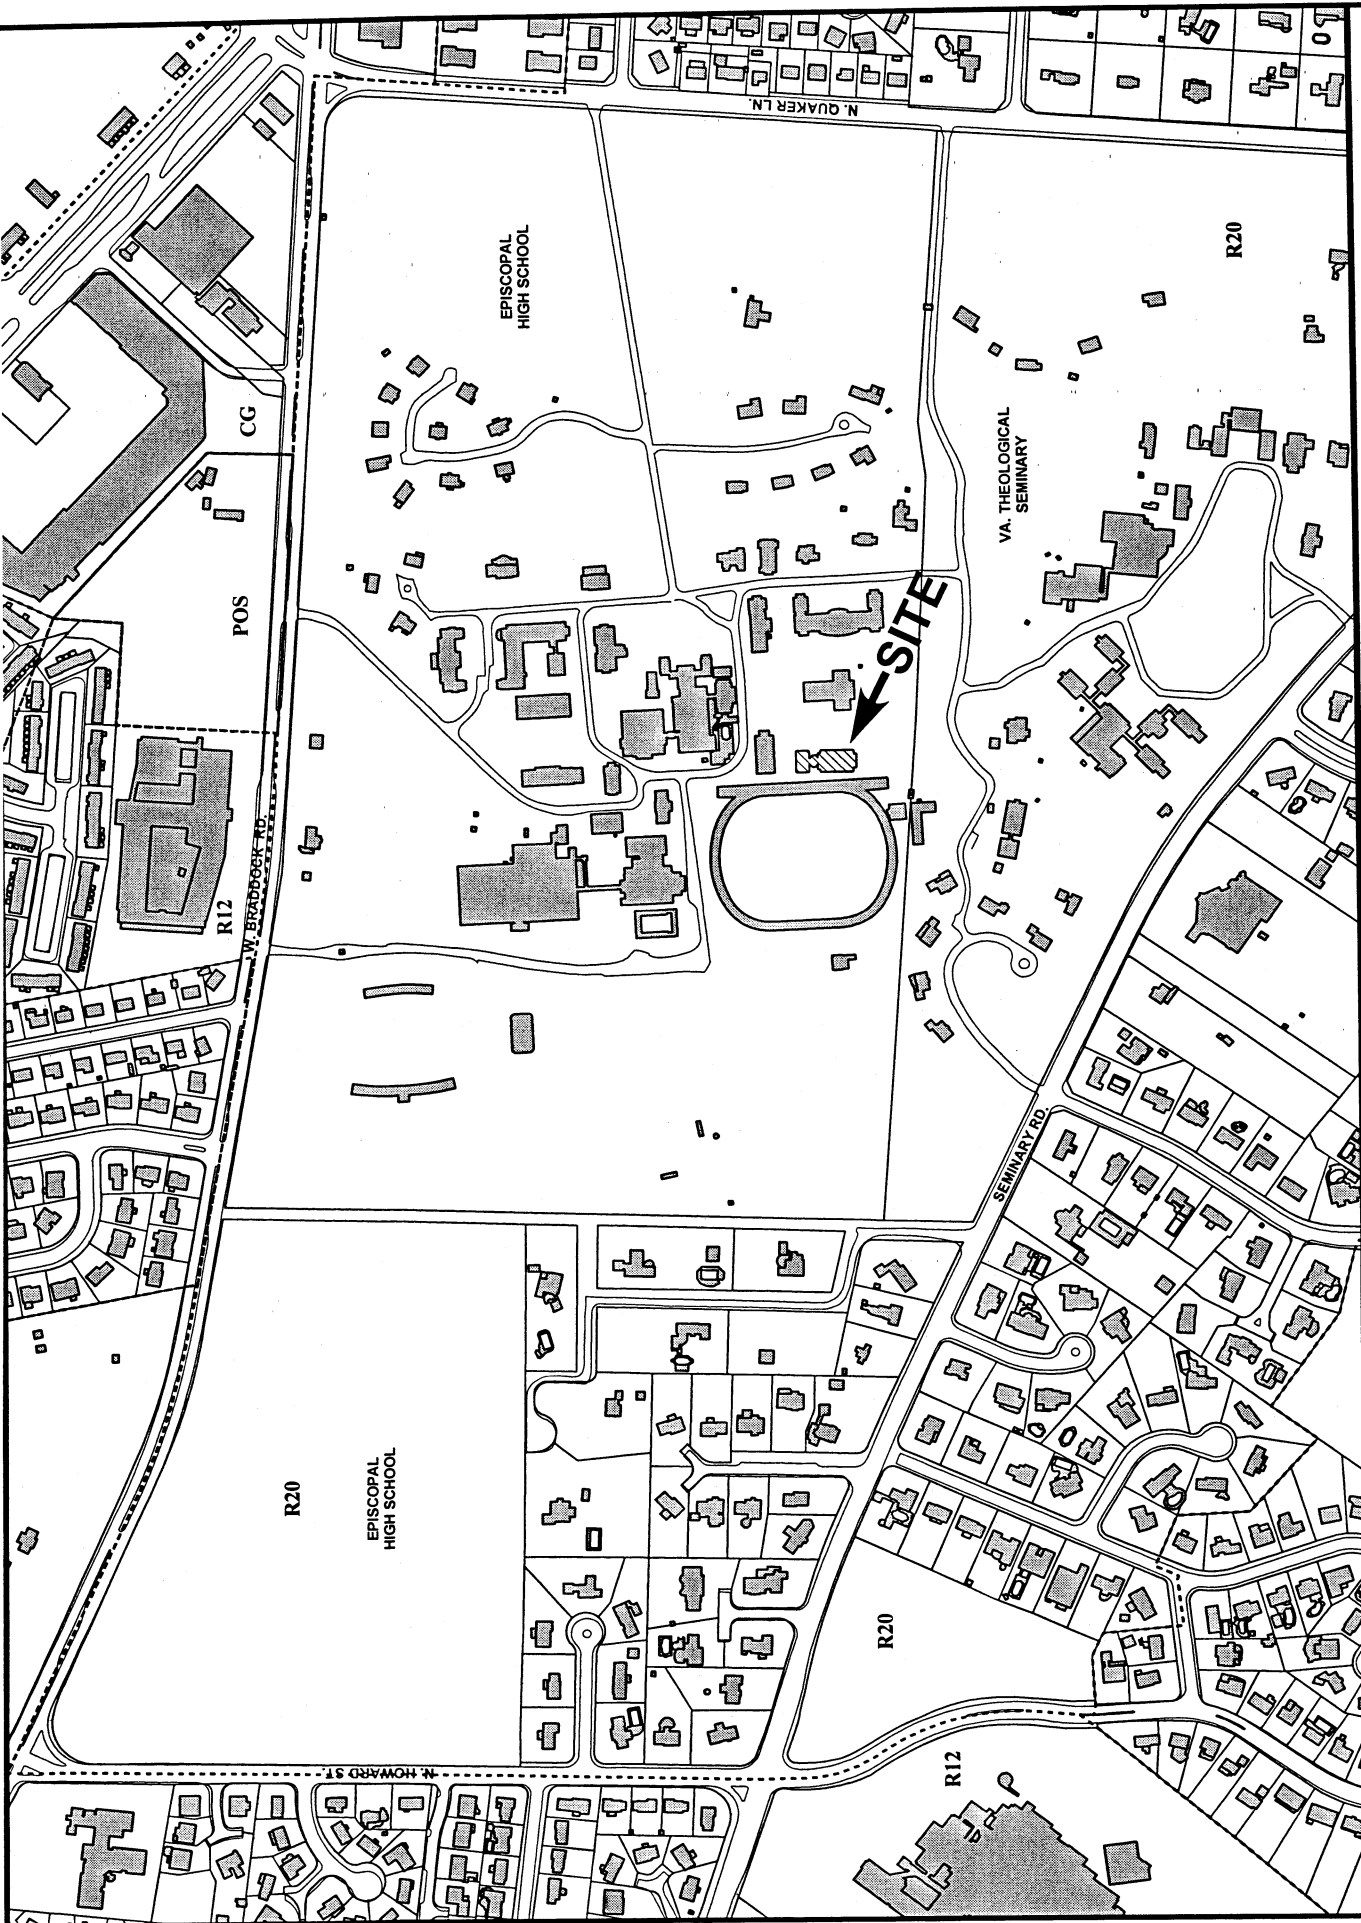 N. QUAKER LN.
R20
EPISCOPAL
HIGH SCHOOL
CG
VA. THEOLOGICAL
SEMINARY
POS
SITE
W. BRADDOCK RD.
R12
SEMINARY RD.
R20
EPISCOPAL
HIGH SCHOOL
R20
N. HOWARD ST.
R12